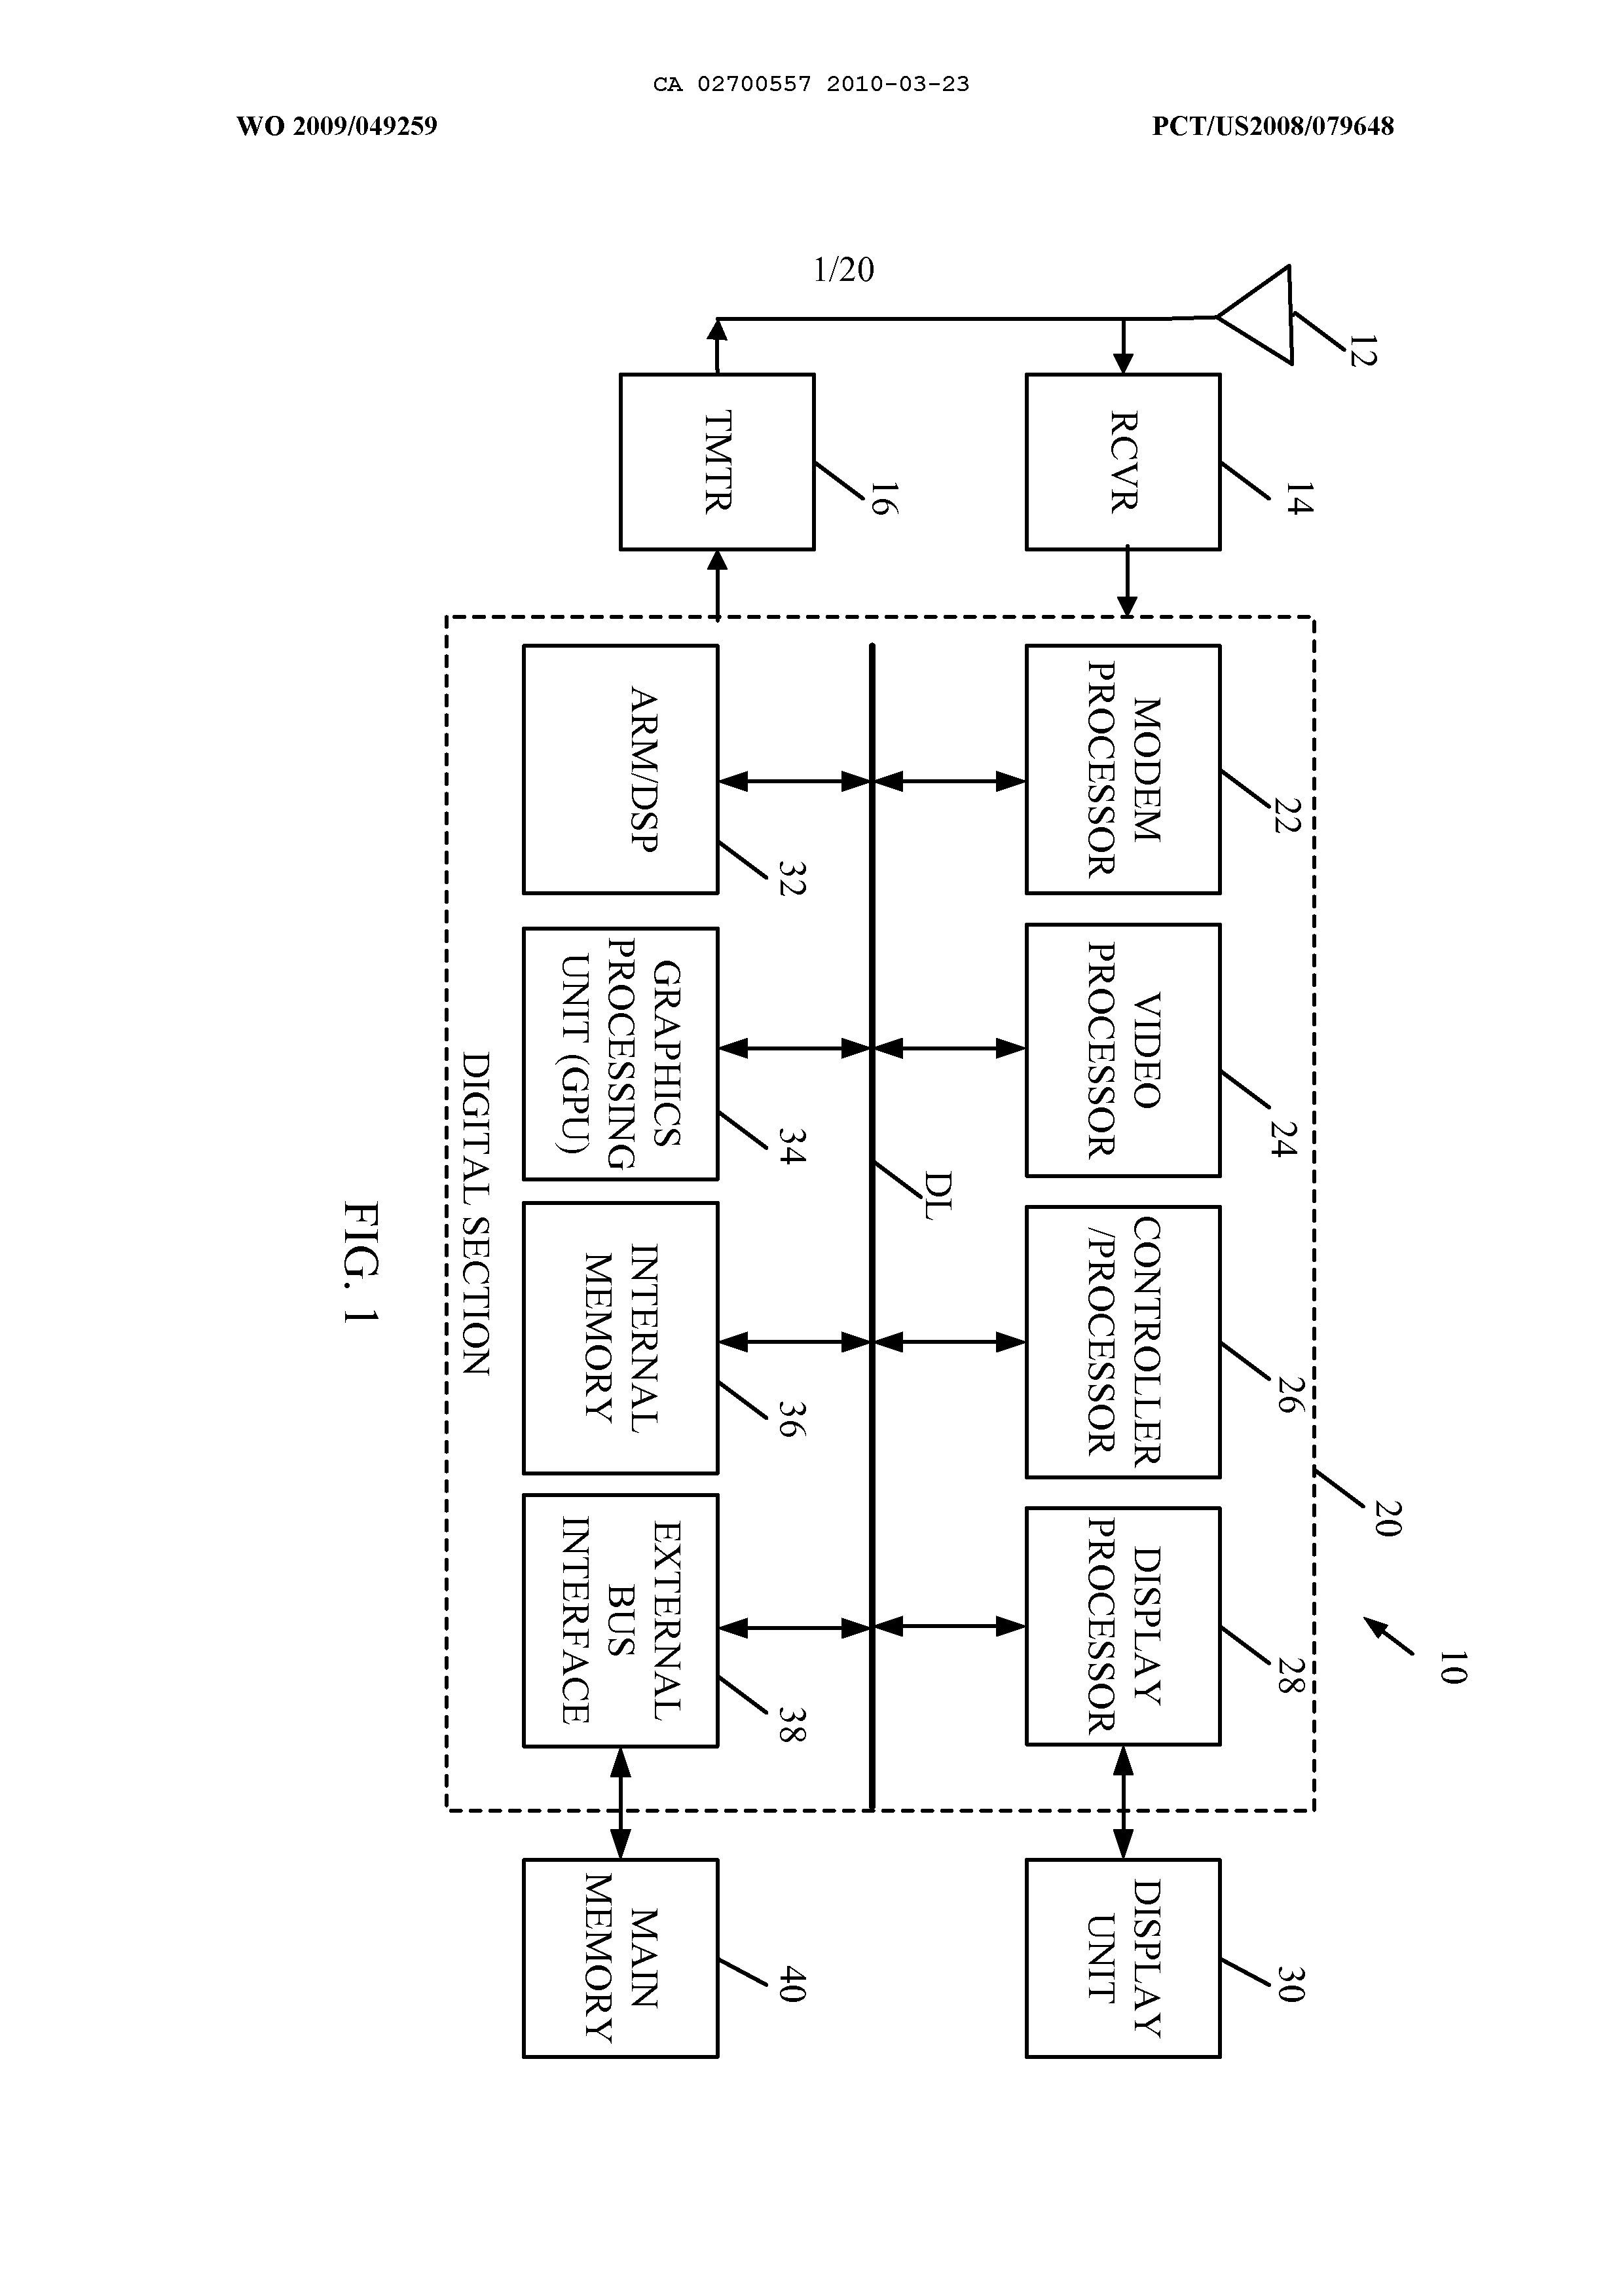 CA 02700557 2010-03-23
WO 2009/049259
PCT/US2008/079648
1/20
10
12
14
RCVR
16
TMTR
20
22
MODEM
PROCESSOR
24
VIDEO
PROCESSOR
26
CONTROLLER
/PROCESSOR
28
DISPLAY
PROCESSOR
30
DISPLAY
UNIT
DL
32
ARM/DSP
34
GRAPHICS
PROCESSING
UNIT (GPU)
36
INTERNAL
MEMORY
38
EXTERNAL
BUS
INTERFACE
40
MAIN
MEMORY
DIGITAL SECTION
FIG. 1